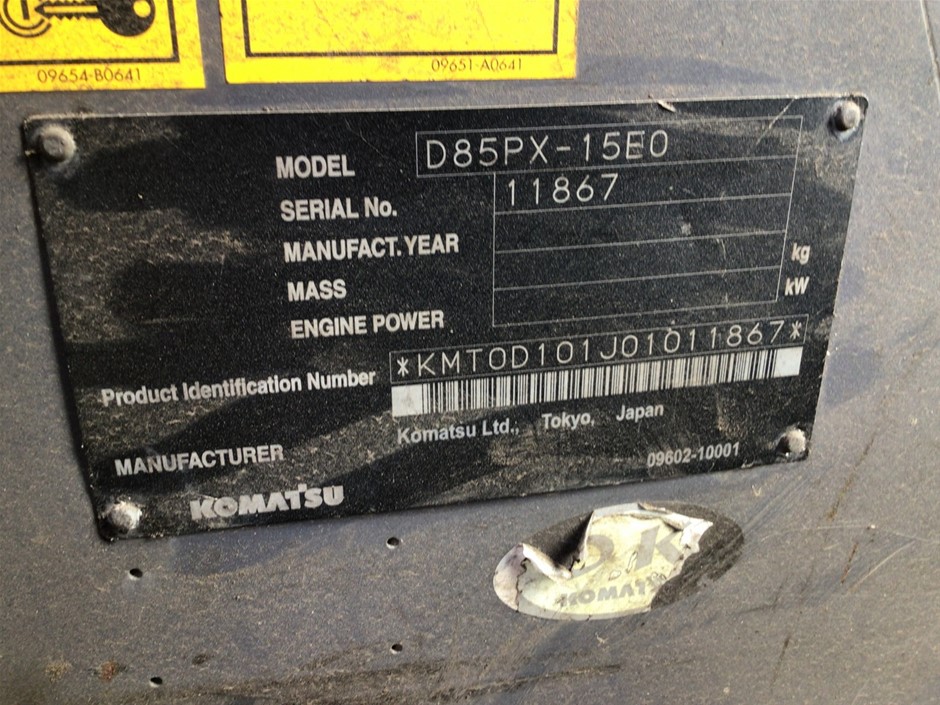 09654-B0641
09651-A0641
MODEL D85PX-15E0
SERIAL No. 11867
MANUFACT. YEAR
MASS kg
ENGINE POWER kW
Product Identification Number *KMT0D101J01011867*
MANUFACTURER Komatsu Ltd., Tokyo, Japan
KOMATSU 09602-10001
O.K
KOMATS